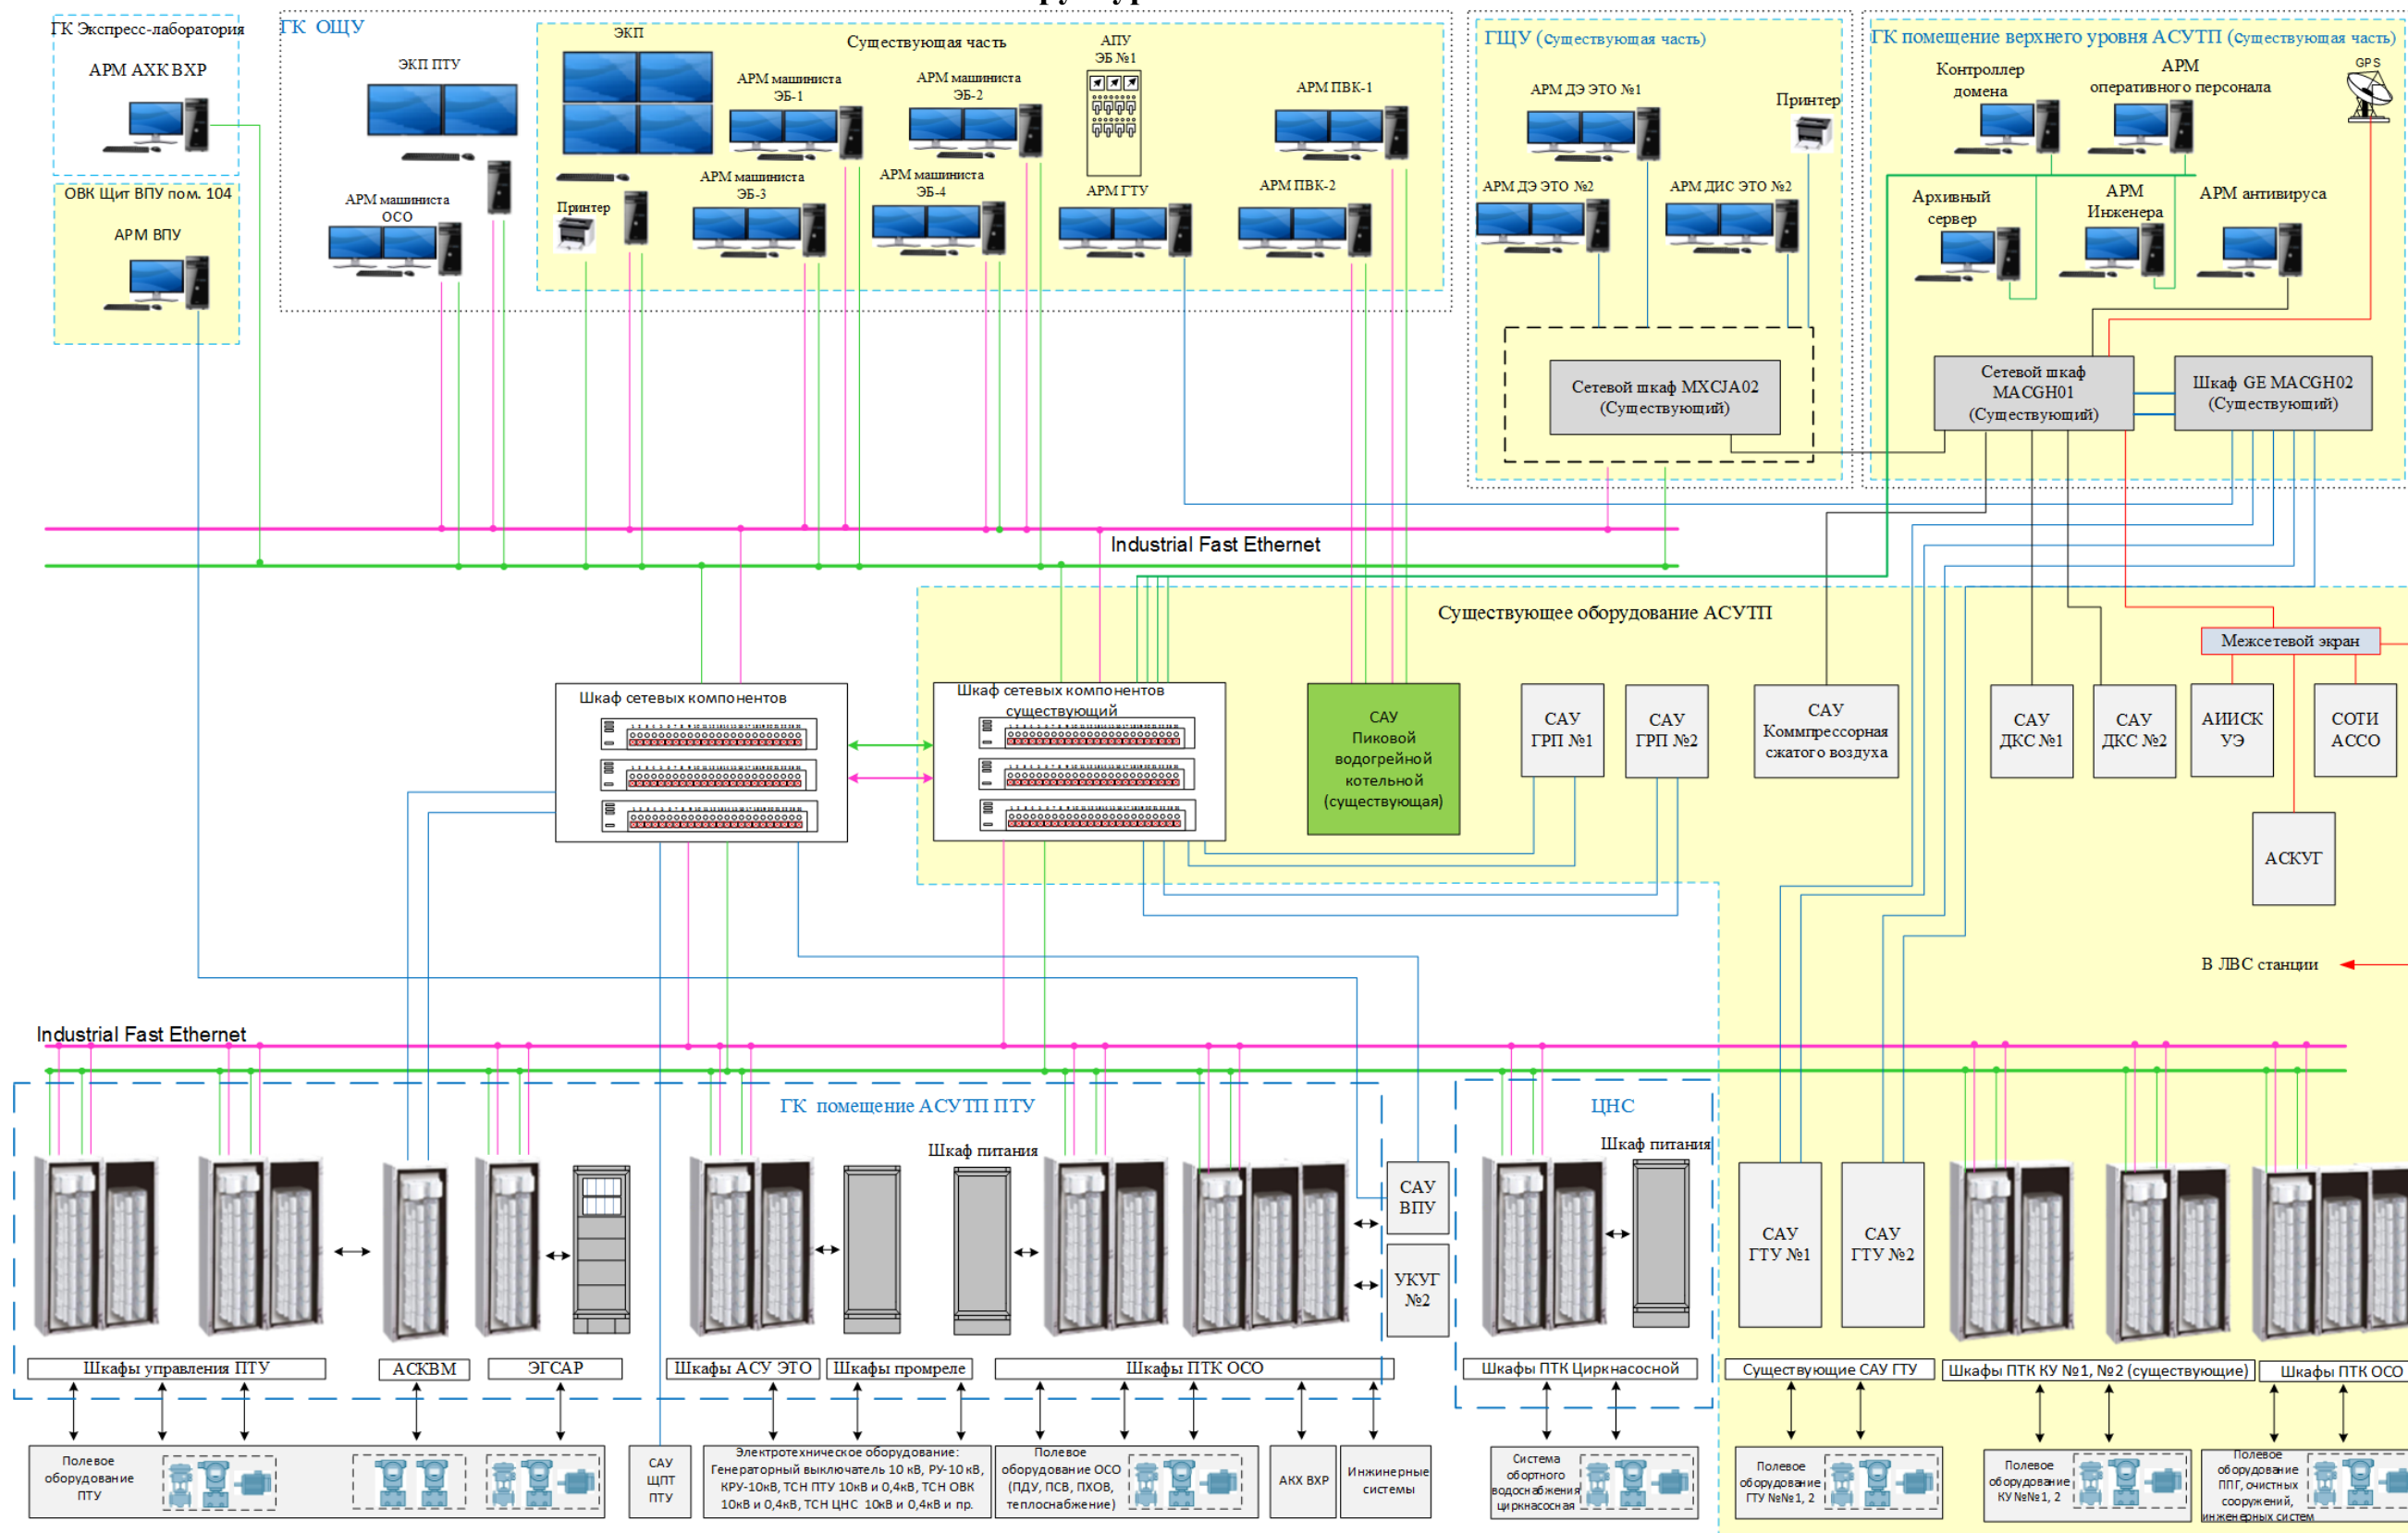 ГК Экспресс-лаборатория
АРМ АХК ВХР
ОВК Щит ВПУ пом. 104
АРМ ВПУ
ГК ОЩУ
ЭКП ПТУ
АРМ машиниста
ОСО
ЭКП
Существующая часть
АРМ машиниста
ЭБ-1
АРМ машиниста
ЭБ-2
АПУ
ЭБ №1
АРМ ПВК-1
Принтер
АРМ машиниста
ЭБ-3
АРМ машиниста
ЭБ-4
АРМ ГТУ
АРМ ПВК-2
ГЩУ (существующая часть)
АРМ ДЭ ЭТО №1
Принтер
АРМ ДЭ ЭТО №2
АРМ ДИС ЭТО №2
Сетевой шкаф MXCJA02
(Существующий)
ГК помещение верхнего уровня АСУТП (существующая часть)
Контроллер
домена
АРМ
оперативного персонала
GPS
Архивный
сервер
АРМ
Инженера
АРМ антивируса
Сетевой шкаф
MACGH01
(Существующий)
Шкаф GE MACGH02
(Существующий)
Industrial Fast Ethernet
Существующее оборудование АСУТП
Межсетевой экран
Шкаф сетевых компонентов
Шкаф сетевых компонентов
существующий
САУ
Пиковой
водогрейной
котельной
(существующая)
САУ
ГРП №1
САУ
ГРП №2
САУ
Коммпрессорная
сжатого воздуха
САУ
ДКС №1
САУ
ДКС №2
АИИСК
УЭ
СОТИ
АССО
АСКУГ
В ЛВС станции
Industrial Fast Ethernet
ГК помещение АСУТП ПТУ
ЦНС
Шкаф питания
Шкаф питания
САУ
ВПУ
УКУГ
№2
САУ
ГТУ №1
САУ
ГТУ №2
Шкафы управления ПТУ
АСКВМ
ЭГСАР
Шкафы АСУ ЭТО
Шкафы промреле
Шкафы ПТК ОСО
Шкафы ПТК Циркнасосной
Существующие САУ ГТУ
Шкафы ПТК КУ №1, №2 (существующие)
Шкафы ПТК ОСО
Полевое
оборудование
ПТУ
САУ
ЩПТ
ПТУ
Электротехническое оборудование:
Генераторный выключатель 10 кВ, РУ-10 кВ,
КРУ-10кВ, ТСН ПТУ 10кВ и 0,4кВ, ТСН ОВК
10кВ и 0,4кВ, ТСН ЦНС 10кВ и 0,4кВ и пр.
Полевое
оборудование ОСО
(ПДУ, ПСВ, ПХОВ,
теплоснабжение)
АКХ ВХР
Инжинерные
системы
Система
обортного
водоснабжения
циркнасосная
Полевое
оборудование
ГТУ №№1, 2
Полевое
оборудование
КУ №№1, 2
Полевое
оборудование
ППГ, очистных
сооружений,
инженерных систем